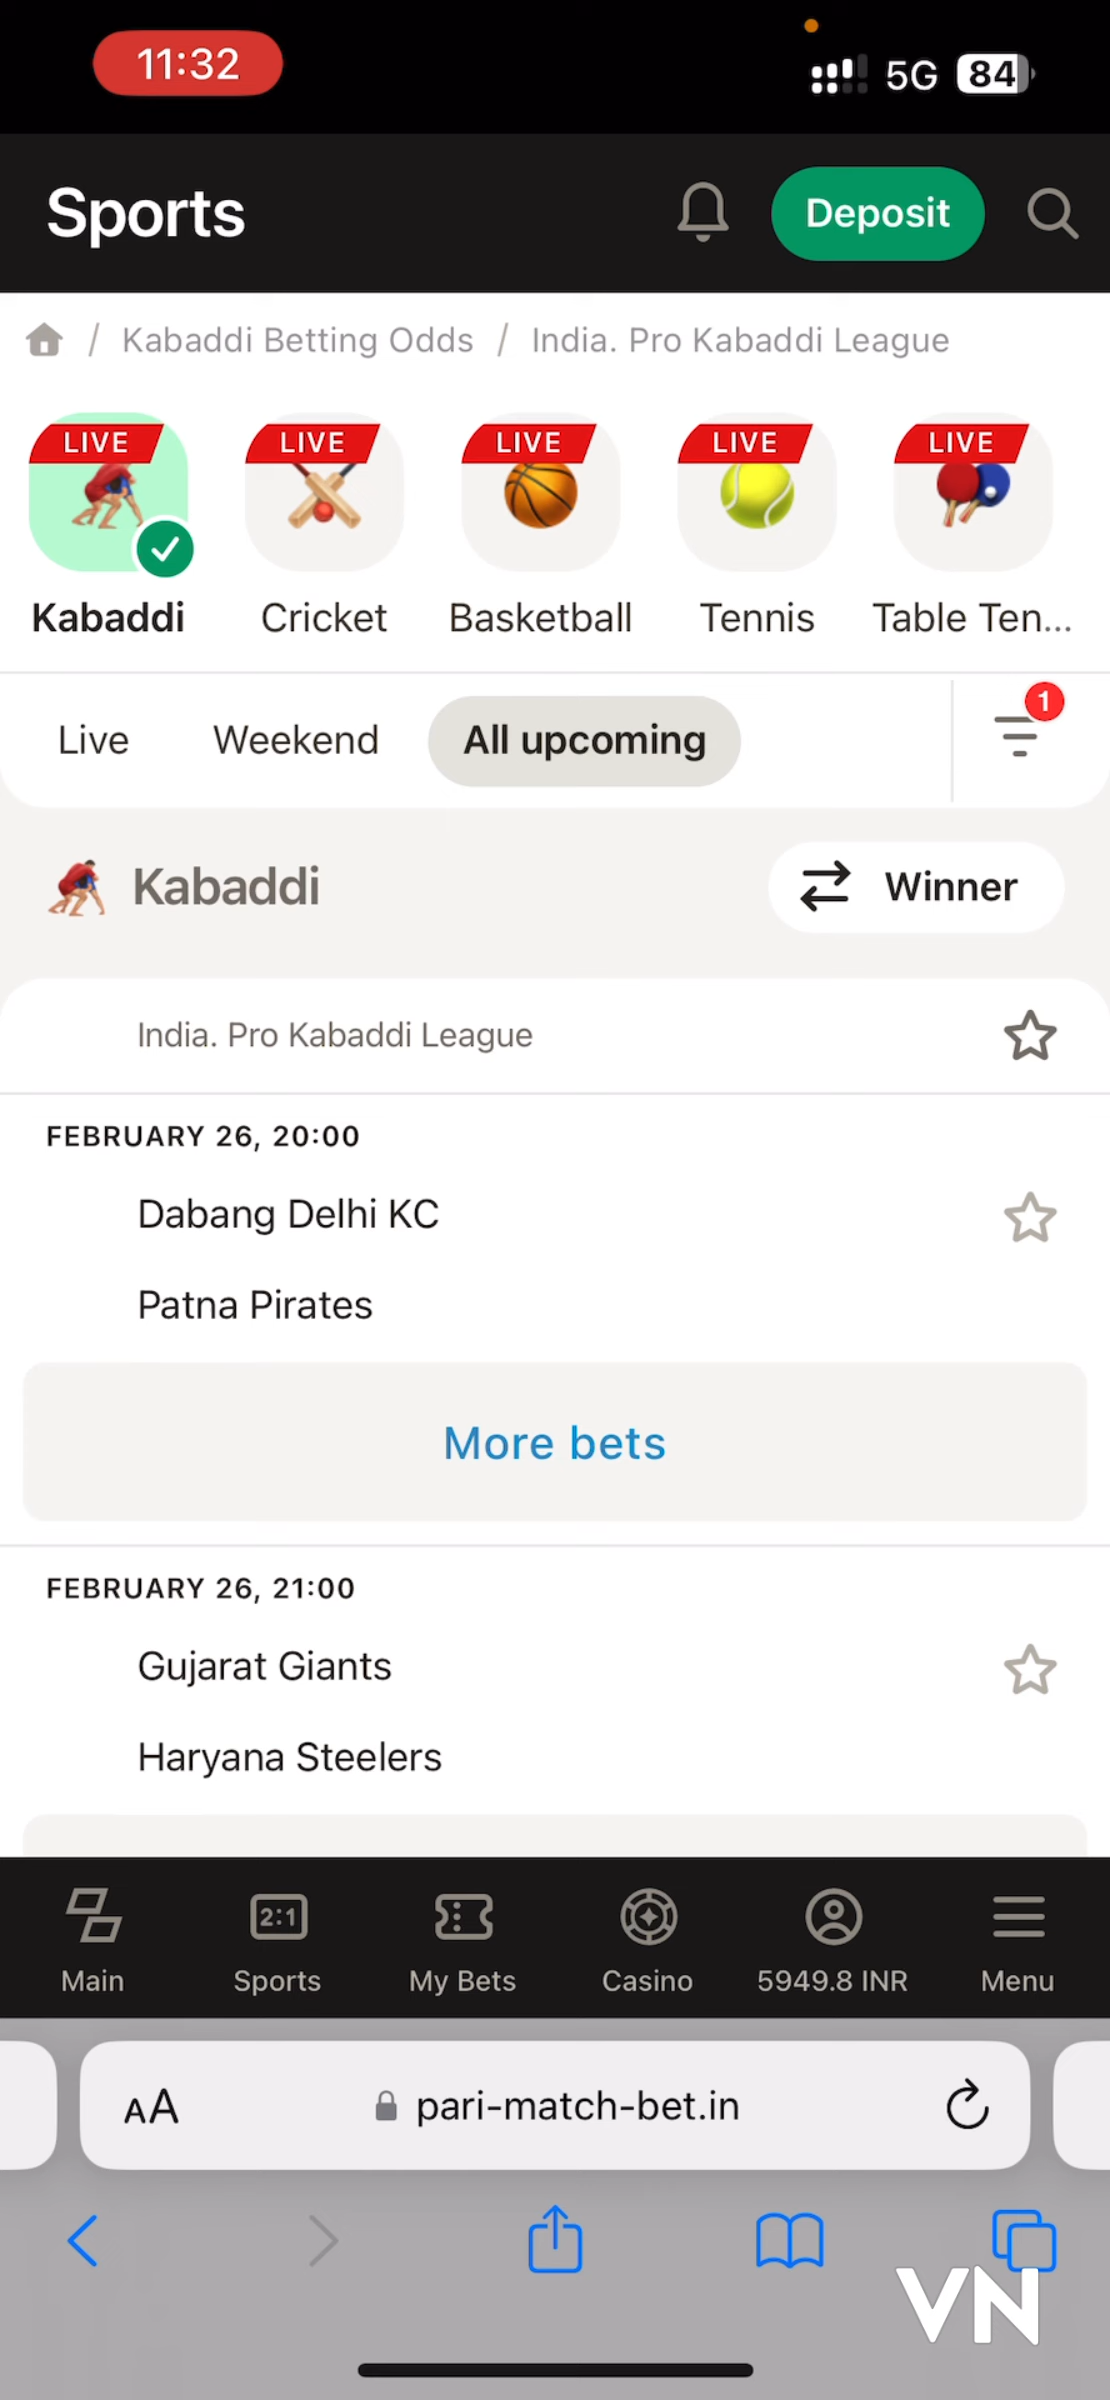 11:32
5G 84
Sports
Deposit
/ Kabaddi Betting Odds / India. Pro Kabaddi League
LIVE LIVE LIVE LIVE LIVE
Kabaddi Cricket Basketball Tennis Table Ten...
Live Weekend All upcoming 1
Kabaddi Winner
India. Pro Kabaddi League
FEBRUARY 26, 20:00
Dabang Delhi KC
Patna Pirates
More bets
FEBRUARY 26, 21:00
Gujarat Giants
Haryana Steelers
2:1
Main Sports My Bets Casino 5949.8 INR Menu
AA pari-match-bet.in
VN